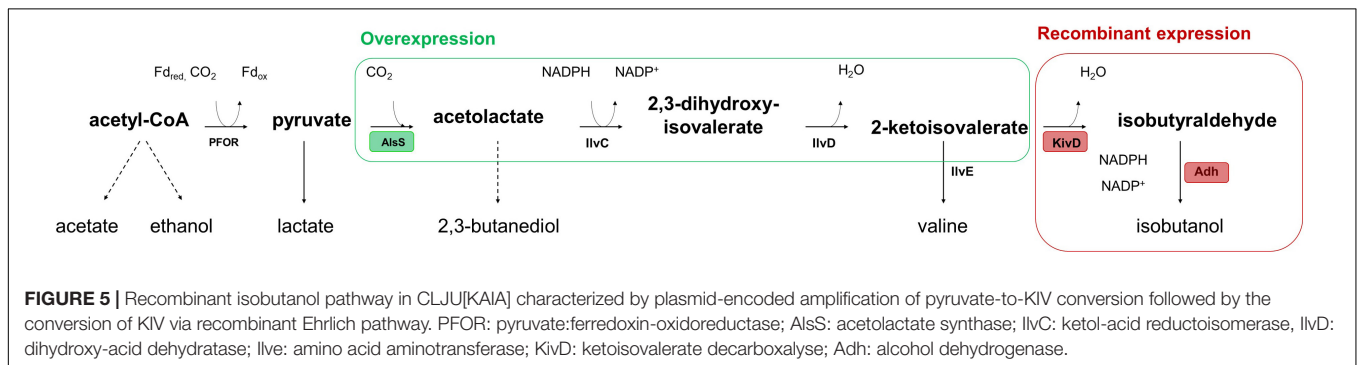 Overexpression
Recombinant expression
Fdred, CO2 Fdox
CO2
NADPH NADP+
H2O
H2O
acetyl-CoA
PFOR
pyruvate
AlsS
acetolactate
IlvC
2,3-dihydroxy-
isovalerate
IlvD
2-ketoisovalerate
KivD
isobutyraldehyde
NADPH
NADP+
Adh
IlvE
acetate
ethanol
lactate
2,3-butanediol
valine
isobutanol
FIGURE 5 | Recombinant isobutanol pathway in CLJU[KAIA] characterized by plasmid-encoded amplification of pyruvate-to-KIV conversion followed by the
conversion of KIV via recombinant Ehrlich pathway. PFOR: pyruvate:ferredoxin-oxidoreductase; AlsS: acetolactate synthase; IlvC: ketol-acid reductoisomerase, IlvD:
dihydroxy-acid dehydratase; Ilve: amino acid aminotransferase; KivD: ketoisovalerate decarboxalyse; Adh: alcohol dehydrogenase.